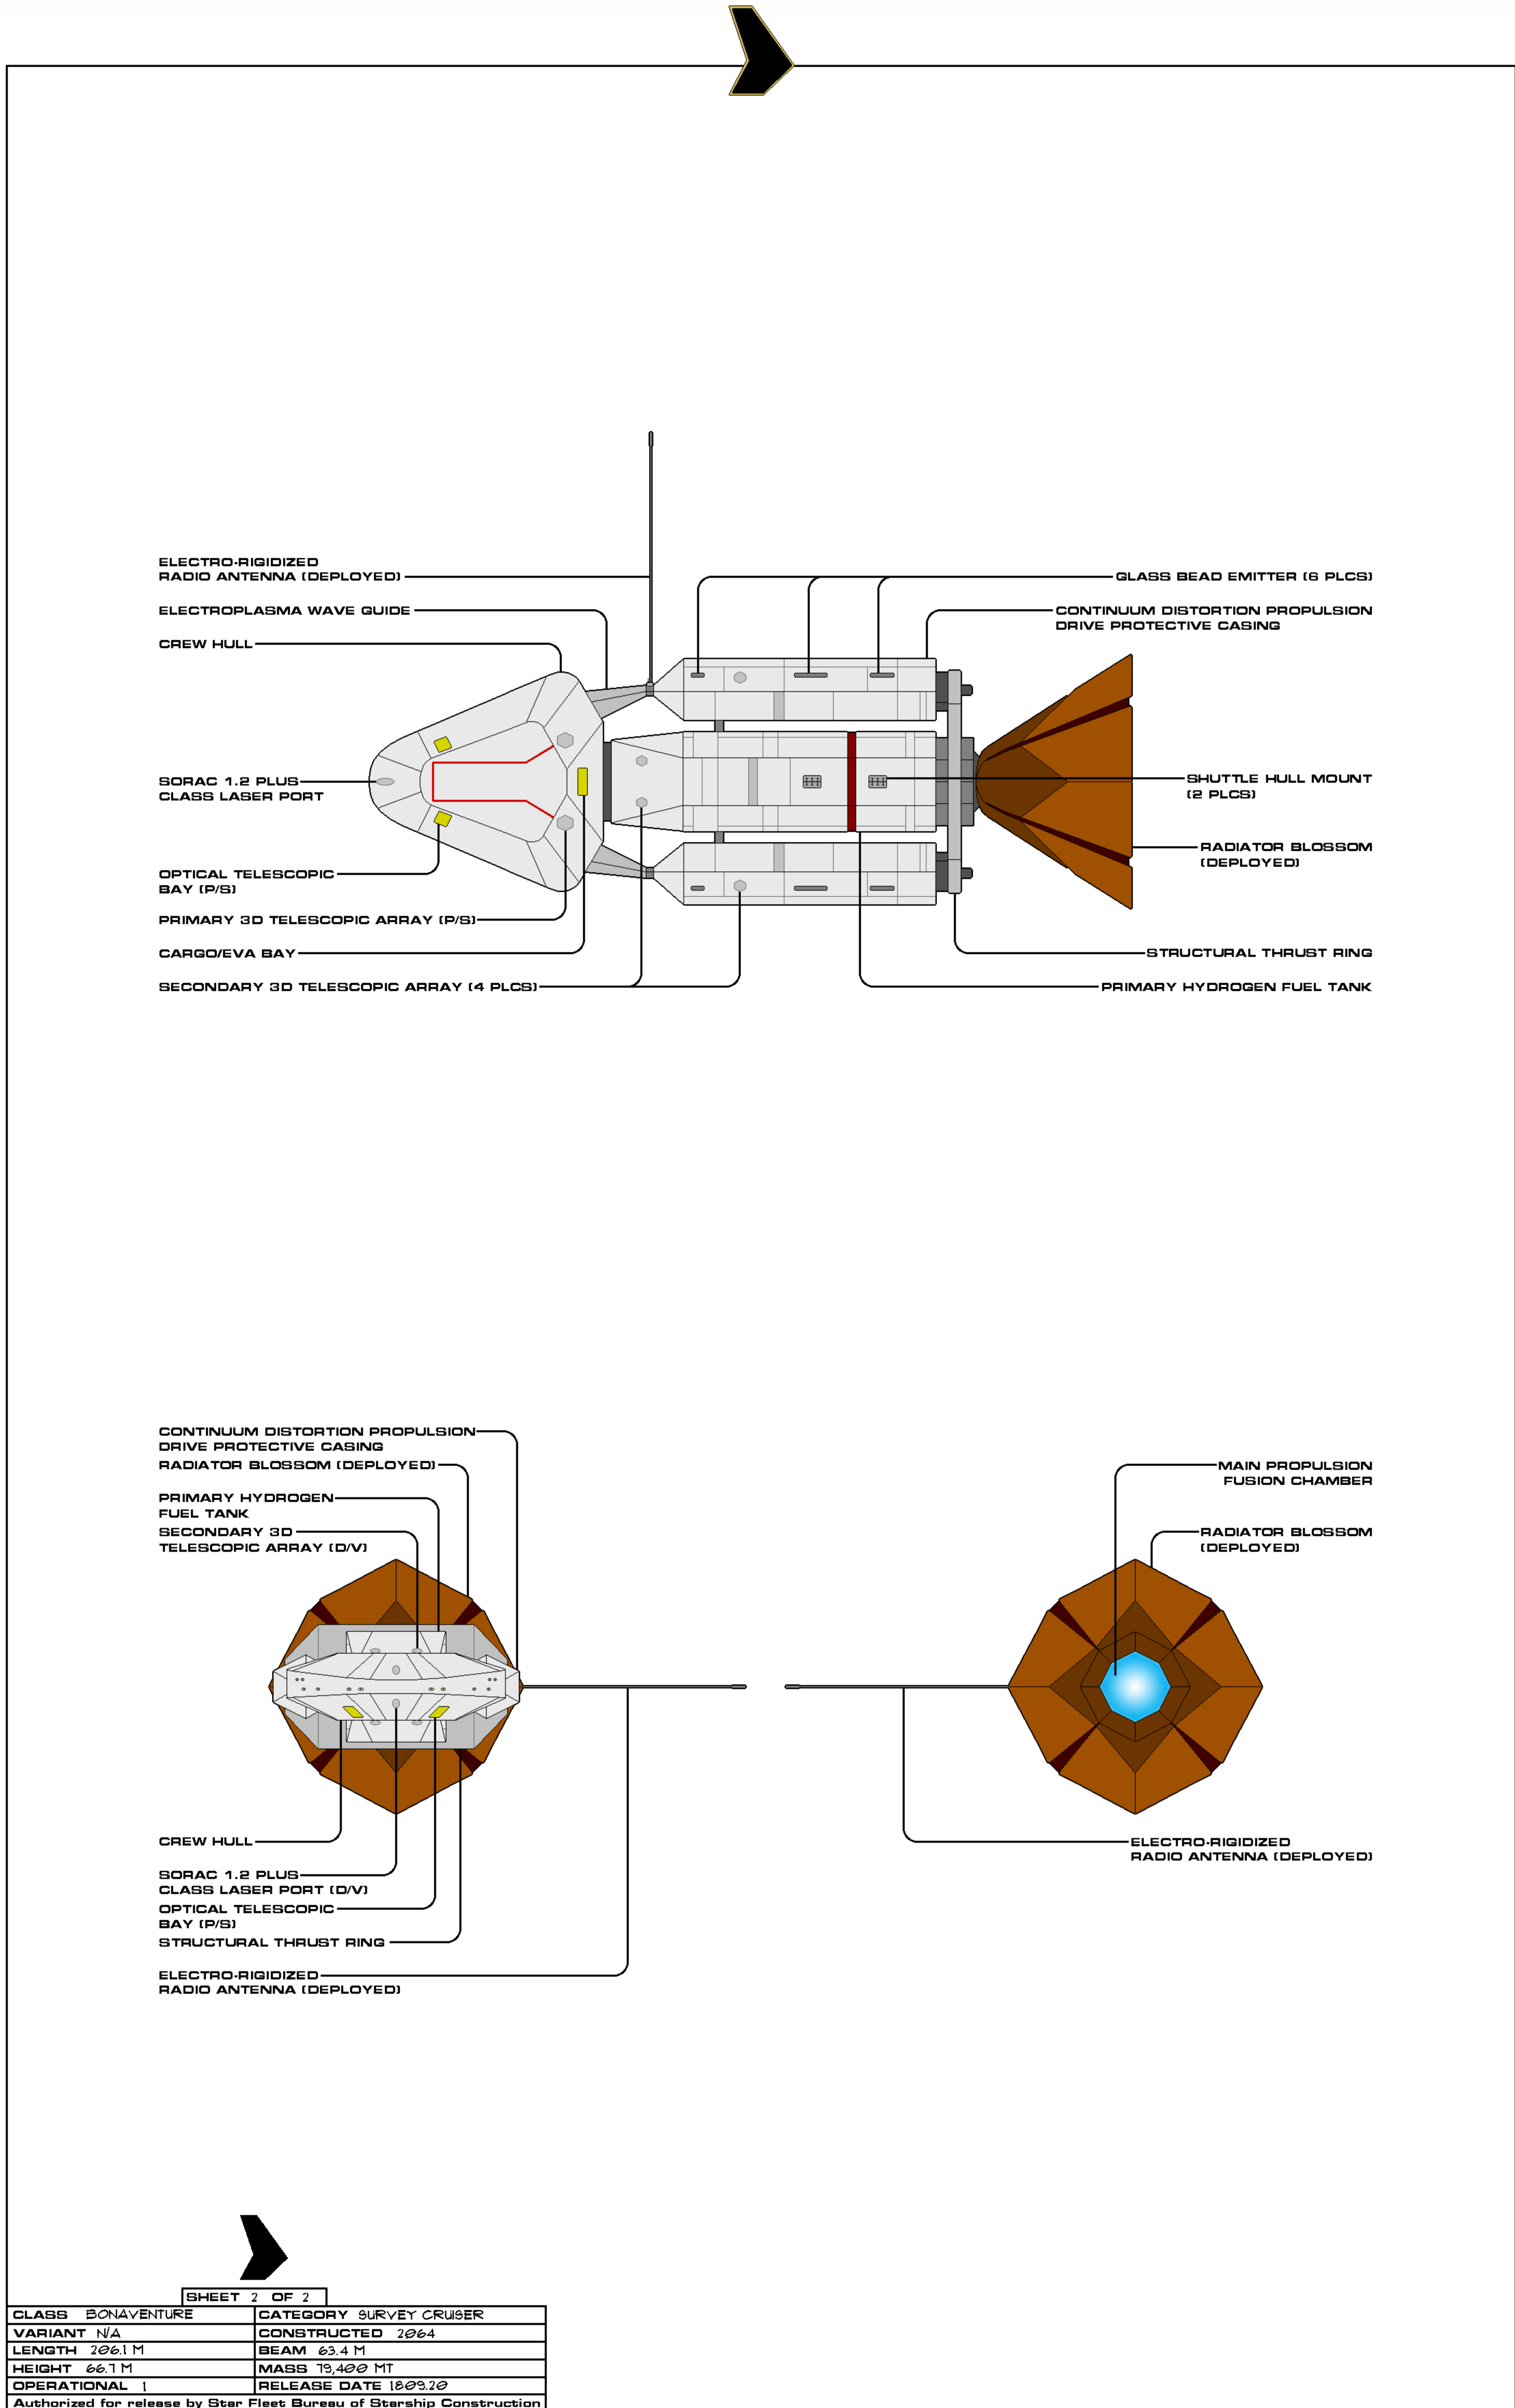 ELECTRO-RIGIDIZED
RADIO ANTENNA (DEPLOYED)
ELECTROPLASMA WAVE GUIDE
CREW HULL
SORAC 1.2 PLUS
CLASS LASER PORT
OPTICAL TELESCOPIC
BAY (P/S)
PRIMARY 3D TELESCOPIC ARRAY (P/S)
CARGO/EVA BAY
SECONDARY 3D TELESCOPIC ARRAY (4 PLCS)
GLASS BEAD EMITTER (6 PLCS)
CONTINUUM DISTORTION PROPULSION
DRIVE PROTECTIVE CASING
SHUTTLE HULL MOUNT
(2 PLCS)
RADIATOR BLOSSOM
(DEPLOYED)
STRUCTURAL THRUST RING
PRIMARY HYDROGEN FUEL TANK
CONTINUUM DISTORTION PROPULSION
DRIVE PROTECTIVE CASING
RADIATOR BLOSSOM (DEPLOYED)
PRIMARY HYDROGEN
FUEL TANK
SECONDARY 3D
TELESCOPIC ARRAY (D/V)
CREW HULL
SORAC 1.2 PLUS
CLASS LASER PORT (D/V)
OPTICAL TELESCOPIC
BAY (P/S)
STRUCTURAL THRUST RING
ELECTRO-RIGIDIZED
RADIO ANTENNA (DEPLOYED)
MAIN PROPULSION
FUSION CHAMBER
RADIATOR BLOSSOM
(DEPLOYED)
ELECTRO-RIGIDIZED
RADIO ANTENNA (DEPLOYED)
SHEET 2 OF 2
CLASS BONAVENTURE CATEGORY SURVEY CRUISER
VARIANT N/A CONSTRUCTED 2064
LENGTH 206.1 M BEAM 63.4 M
HEIGHT 66.7 M MASS 79,400 MT
OPERATIONAL 1 RELEASE DATE 1809.20
Authorized for release by Star Fleet Bureau of Starship Construction